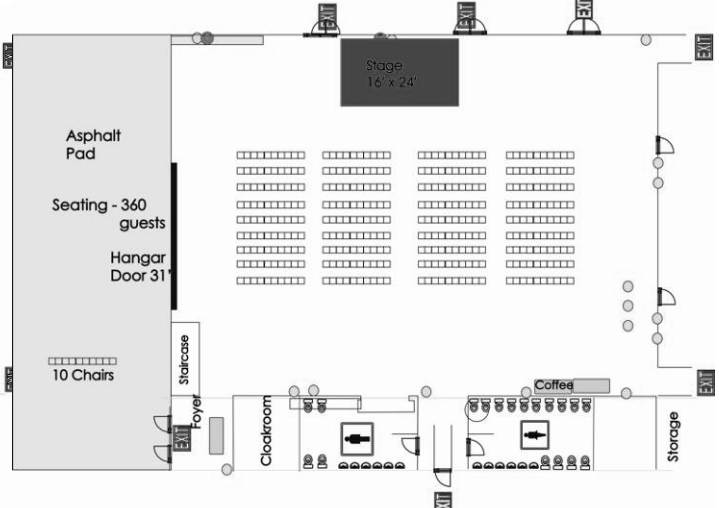 EXIT
EXIT
EXIT
EXIT
EXIT
Stage
16' x 24'
Asphalt
Pad
Seating - 360
guests
Hangar
Door 31'
Staircase
10 Chairs
EXIT
Coffee
EXIT
Foyer
EXIT
Cloakroom
Storage
EXIT